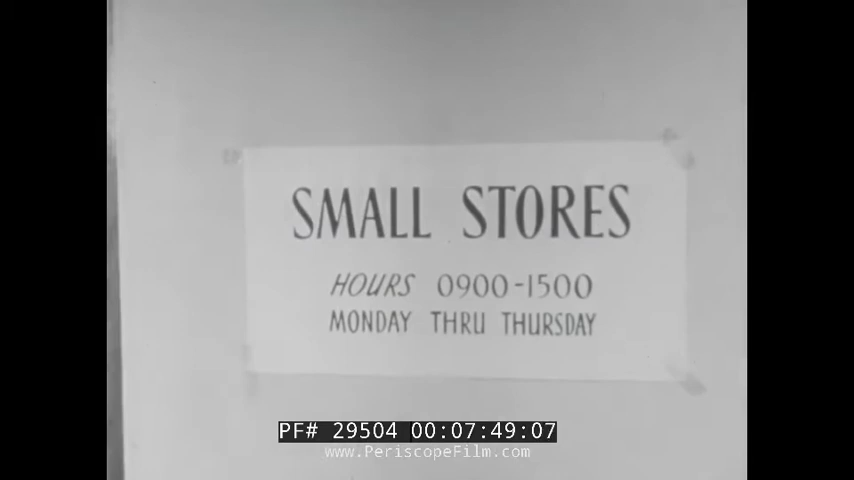 SMALL STORES
HOURS 0900-1500
MONDAY THRU THURSDAY
PF# 29504 00:07:49:07
www.PeriscopeFilm.com